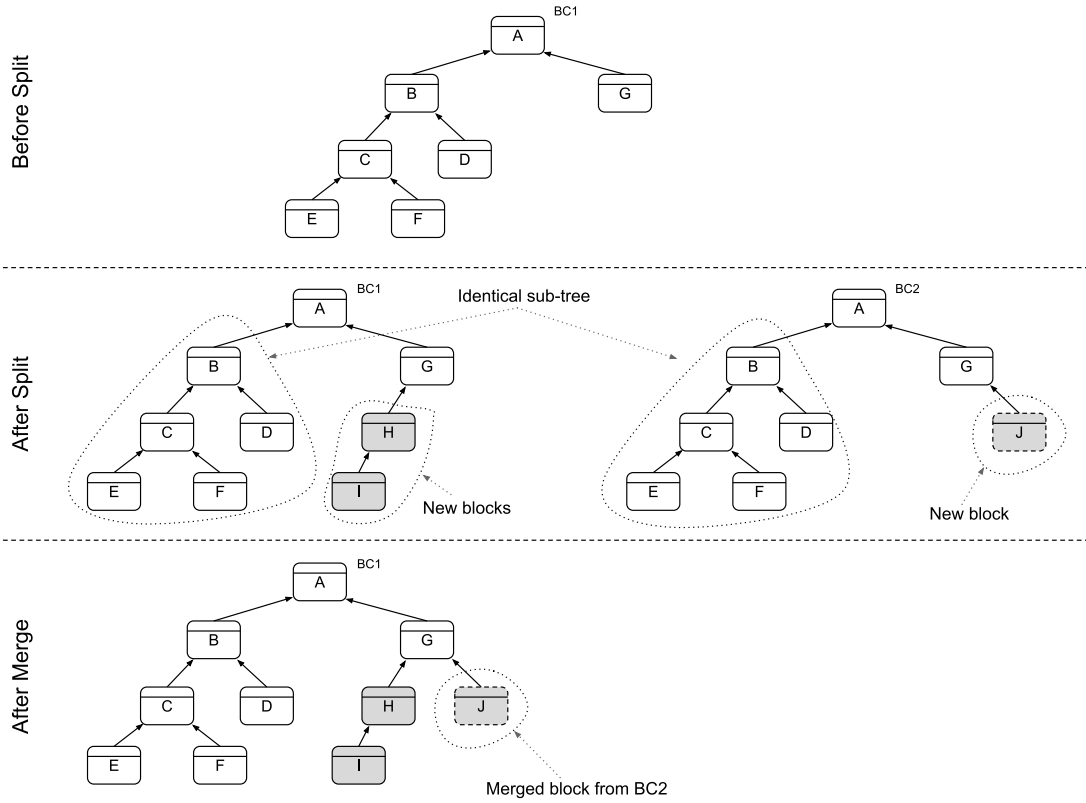 Before Split
BC1
A
B
G
C
D
E
F
After Split
BC1
Identical sub-tree
BC2
A
A
B
G
B
G
C
D
H
C
D
J
E
F
I
E
F
New blocks
New block
After Merge
BC1
A
B
G
C
D
H
J
E
F
I
Merged block from BC2